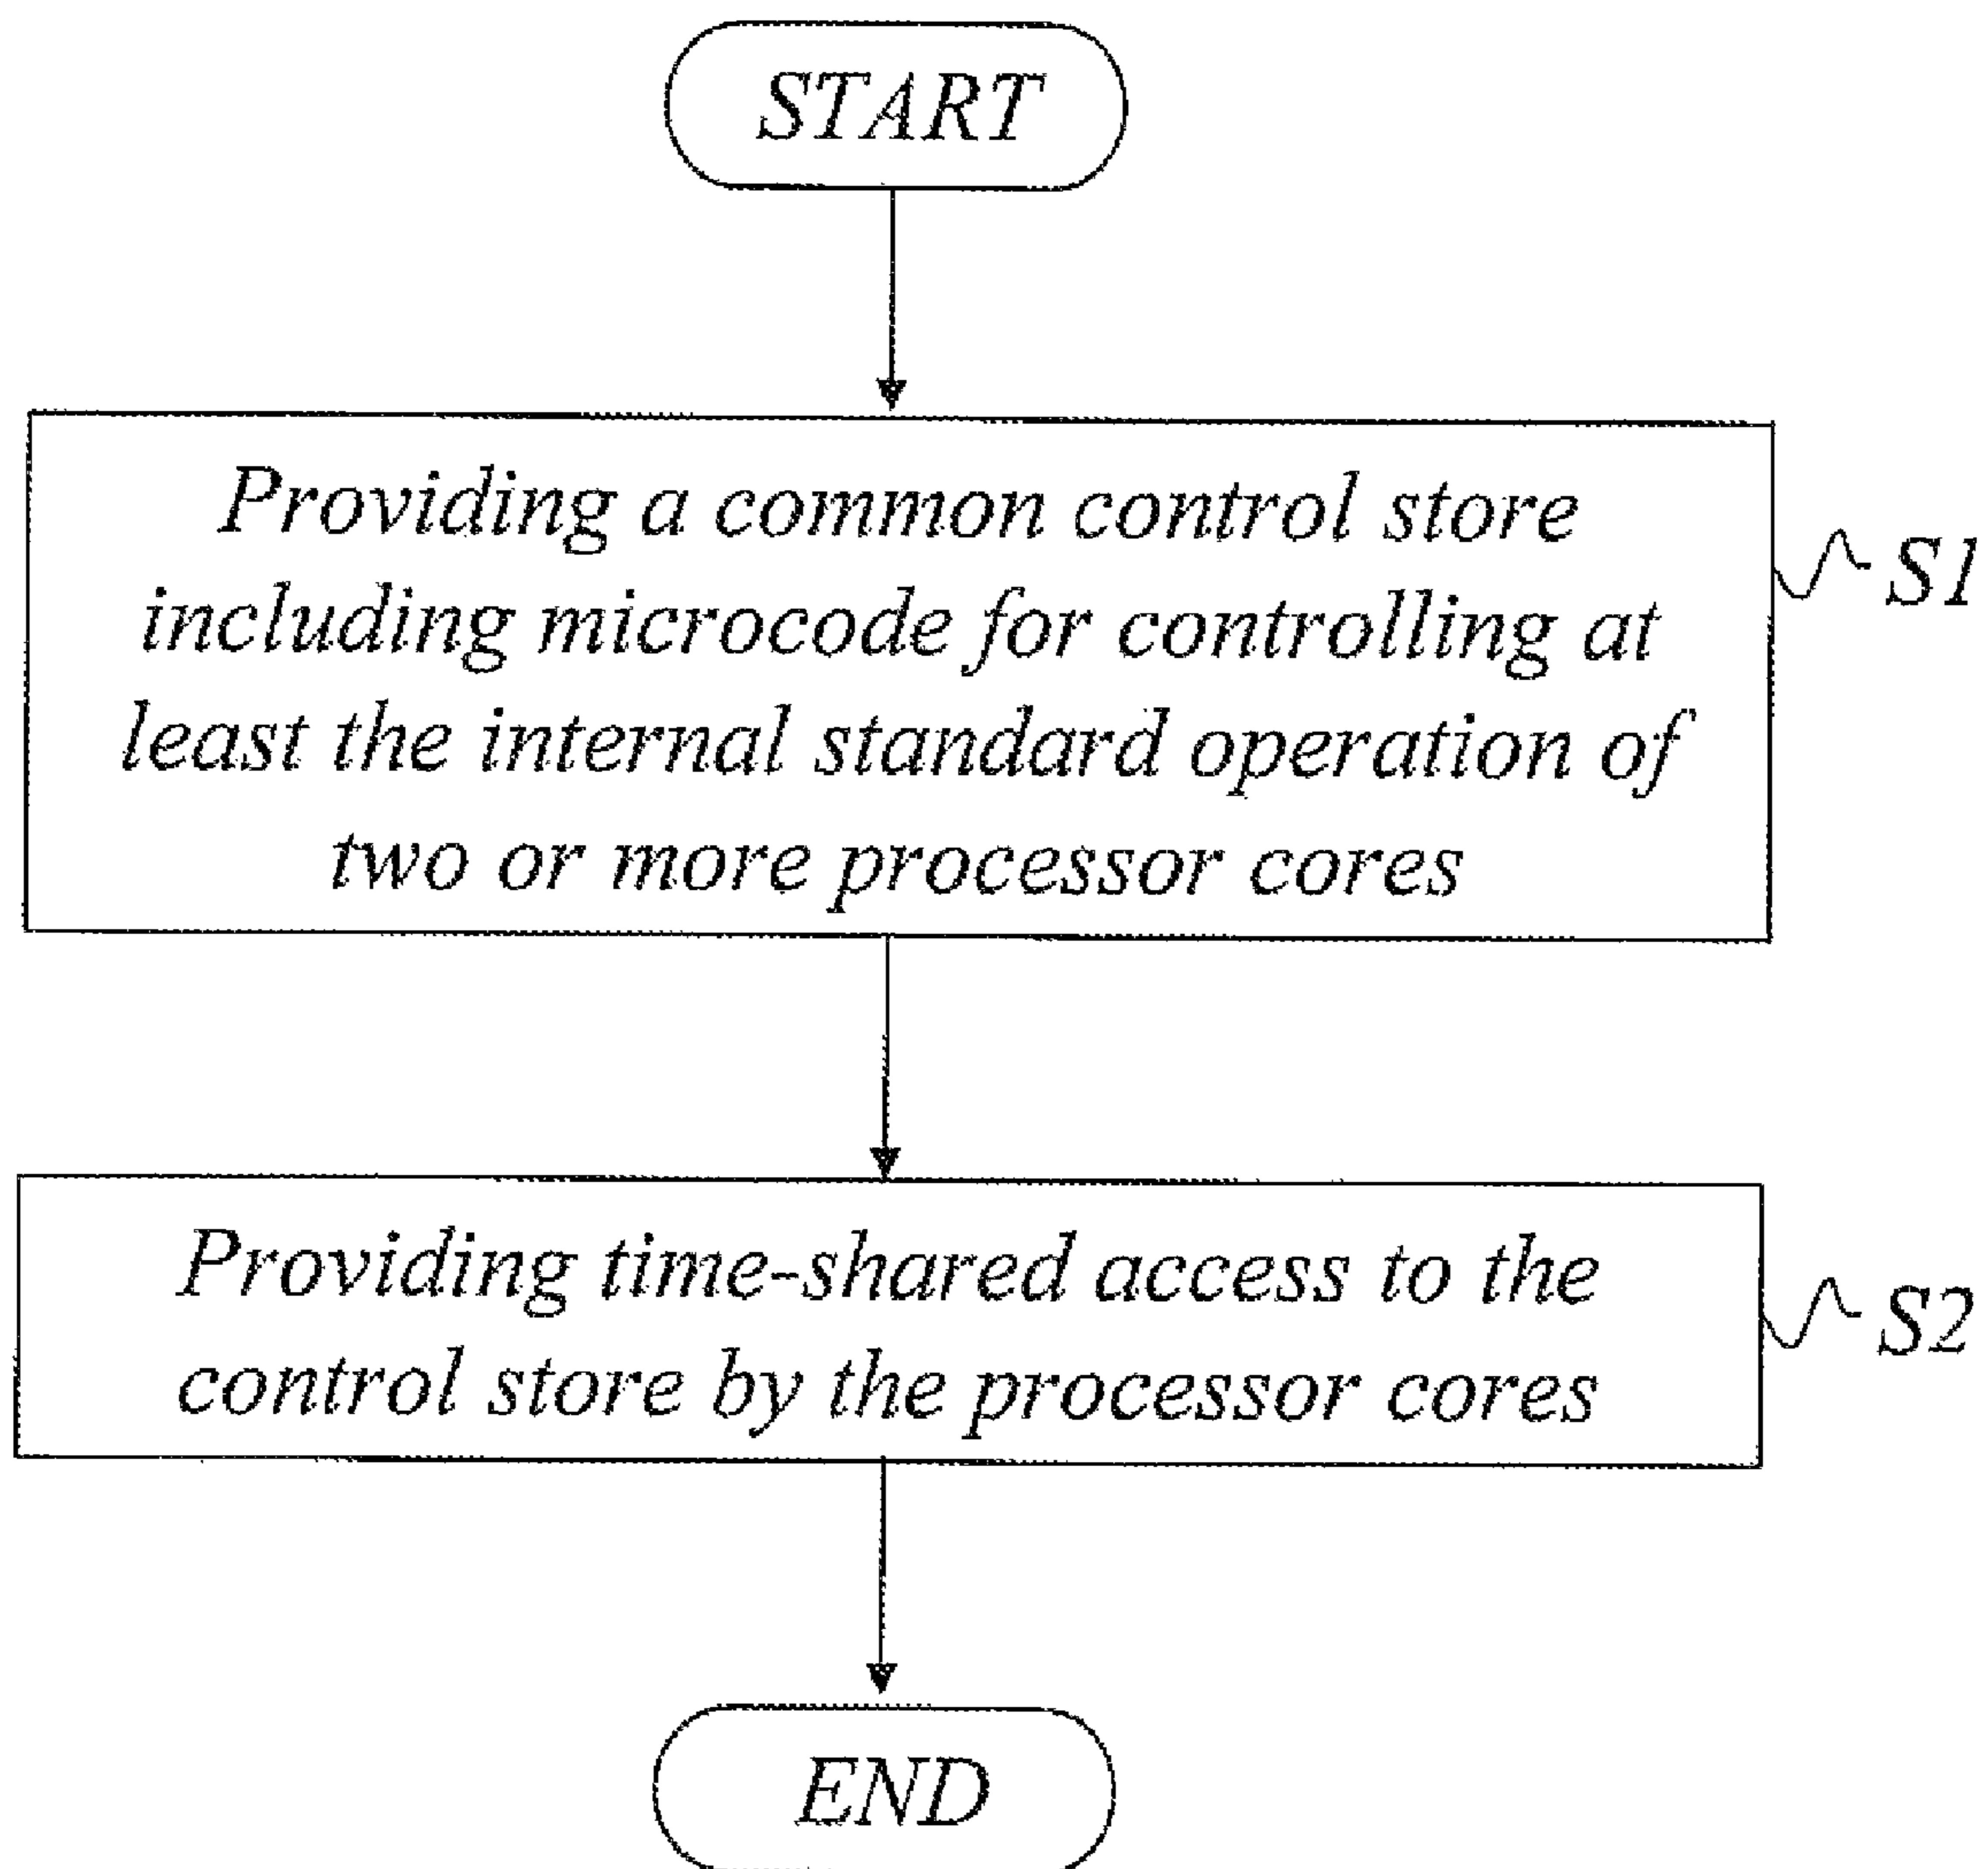 START
Providing a common control store
including microcode for controlling at
least the internal standard operation of
two or more processor cores
S1
Providing time-shared access to the
control store by the processor cores
S2
END